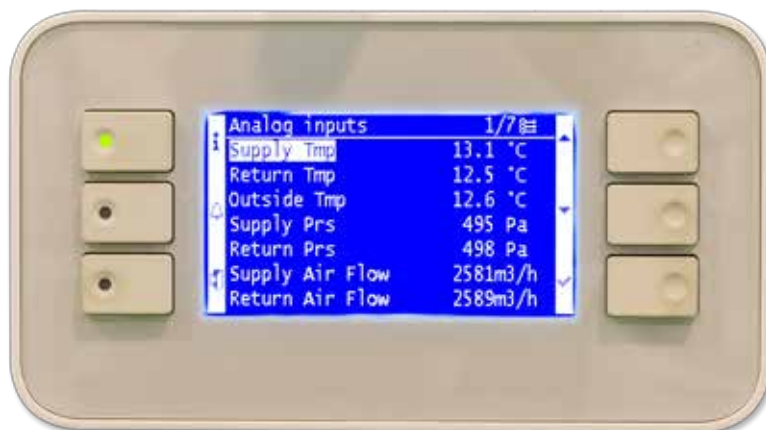 Analog inputs 1/7
Supply Tmp 13.1 °C
Return Tmp 12.5 °C
Outside Tmp 12.6 °C
Supply Prs 495 Pa
Return Prs 498 Pa
Supply Air Flow 2581m3/h
Return Air Flow 2589m3/h